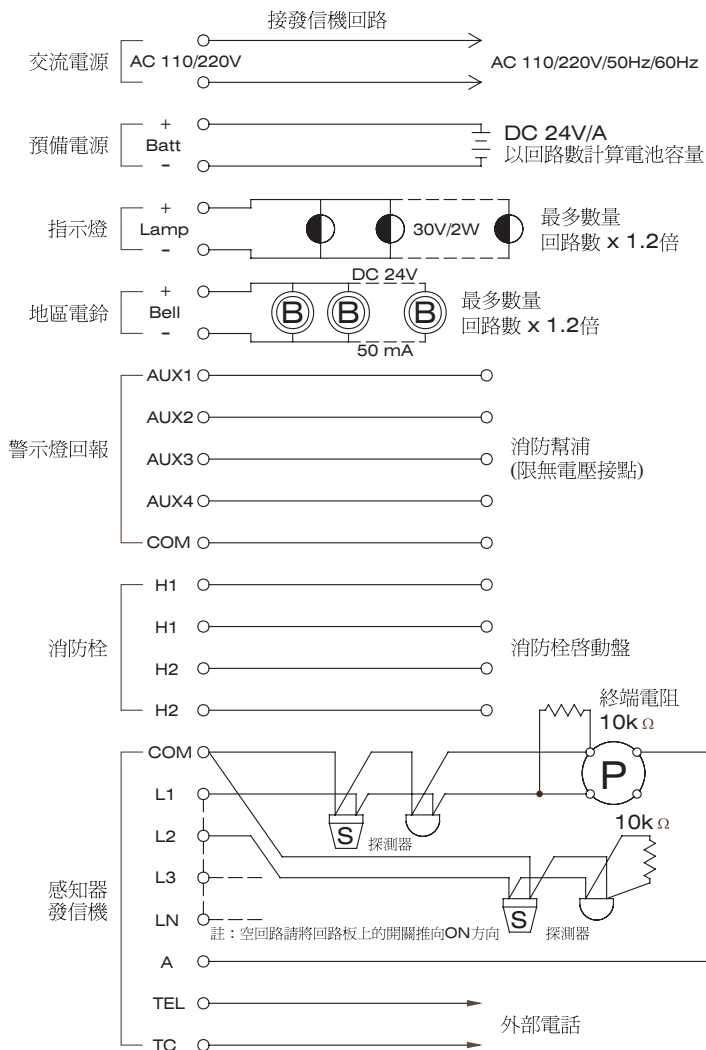 接發信機回路
交流電源 AC 110/220V AC 110/220V/50Hz/60Hz
預備電源 + Batt - DC 24V/A
以回路數計算電池容量
指示燈 + Lamp - 30V/2W 最多數量
回路數 x 1.2倍
DC 24V
地區電鈴 + Bell - B B B 最多數量
回路數 x 1.2倍
50 mA
AUX1
AUX2
警示燈回報 AUX3 消防幫浦
(限無電壓接點)
AUX4
COM
H1
H1
消防栓 消防栓啓動盤
H2
H2
終端電阻
10kΩ
COM
P
L1
10kΩ
L2 S 探測器
L3
感知器
發信機
LN S 探測器
註：空回路請將回路板上的開關推向ON方向
A
TEL
外部電話
TC